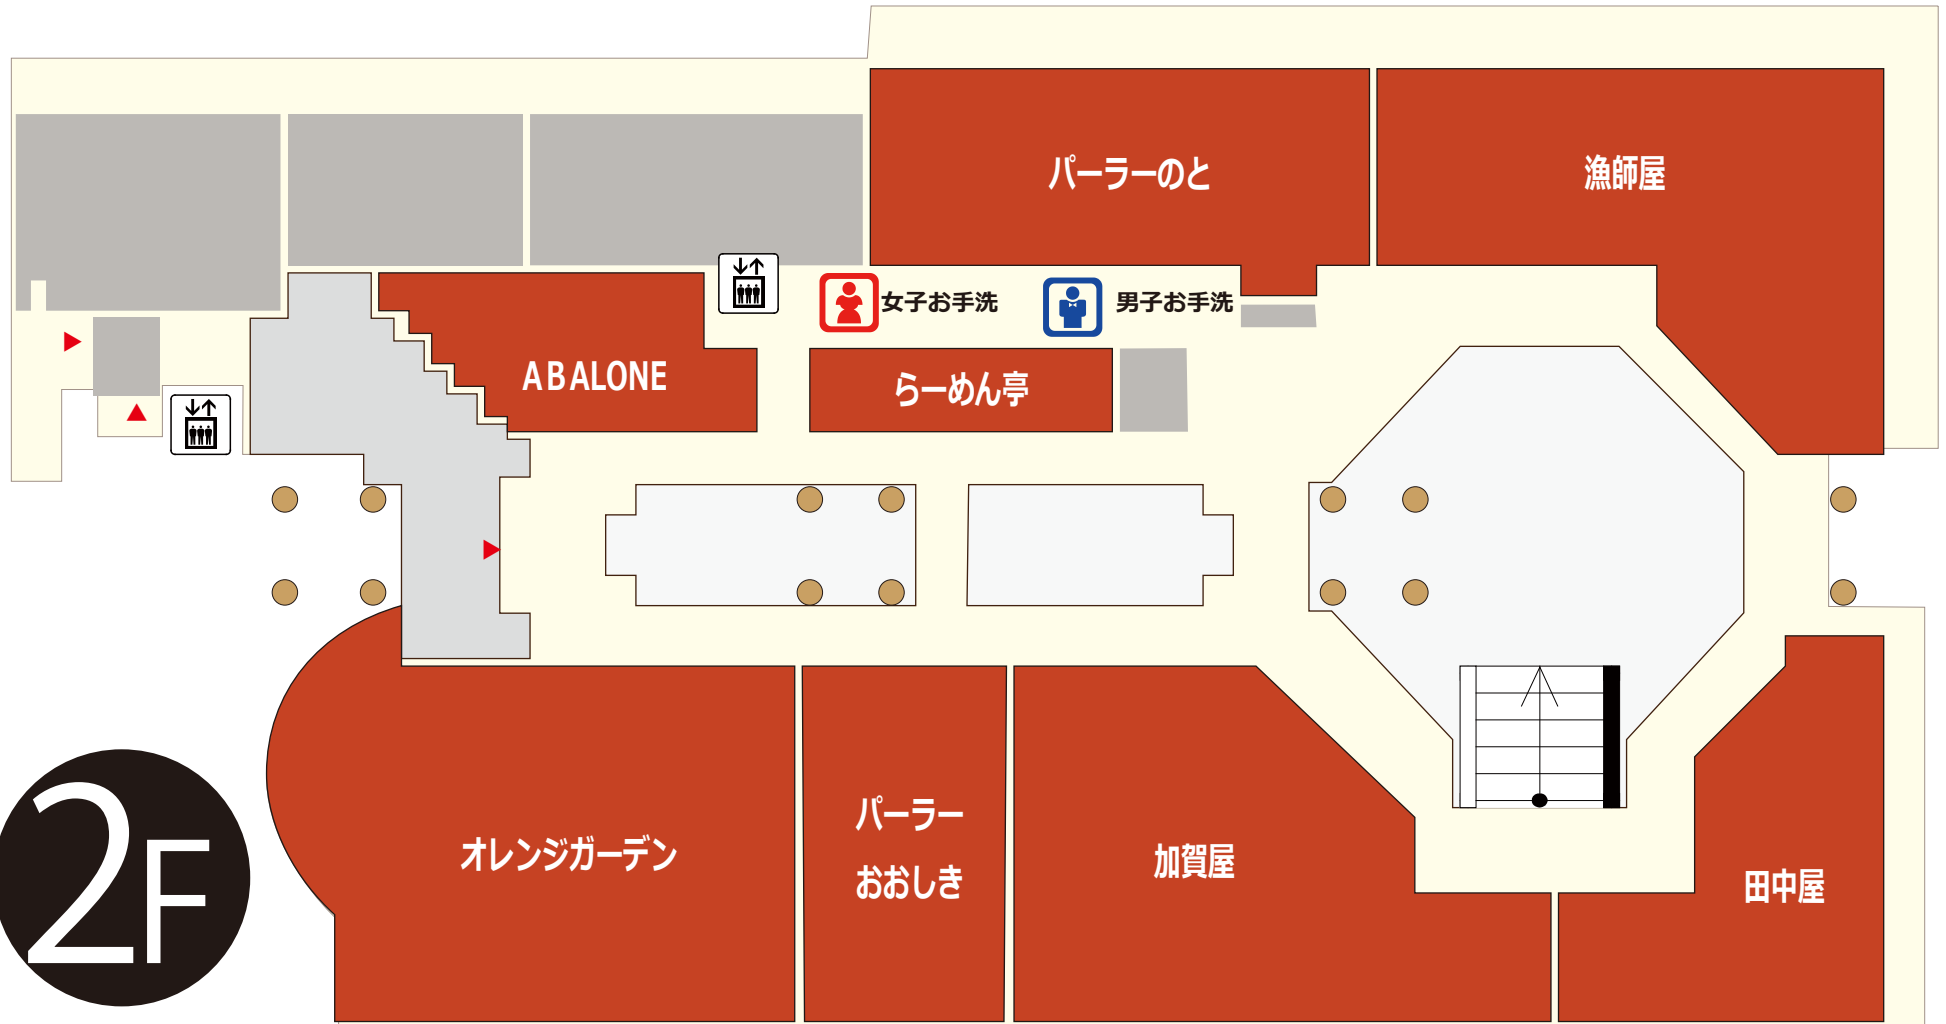 パーラーのと
漁師屋
女子お手洗
男子お手洗
ABALONE
らーめん亭
オレンジガーデン
パーラー
おおしき
加賀屋
田中屋
2F